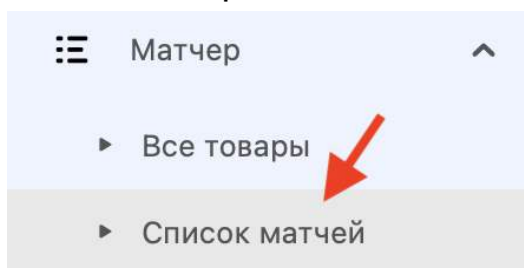 Матчер
Все товары
Список матчей